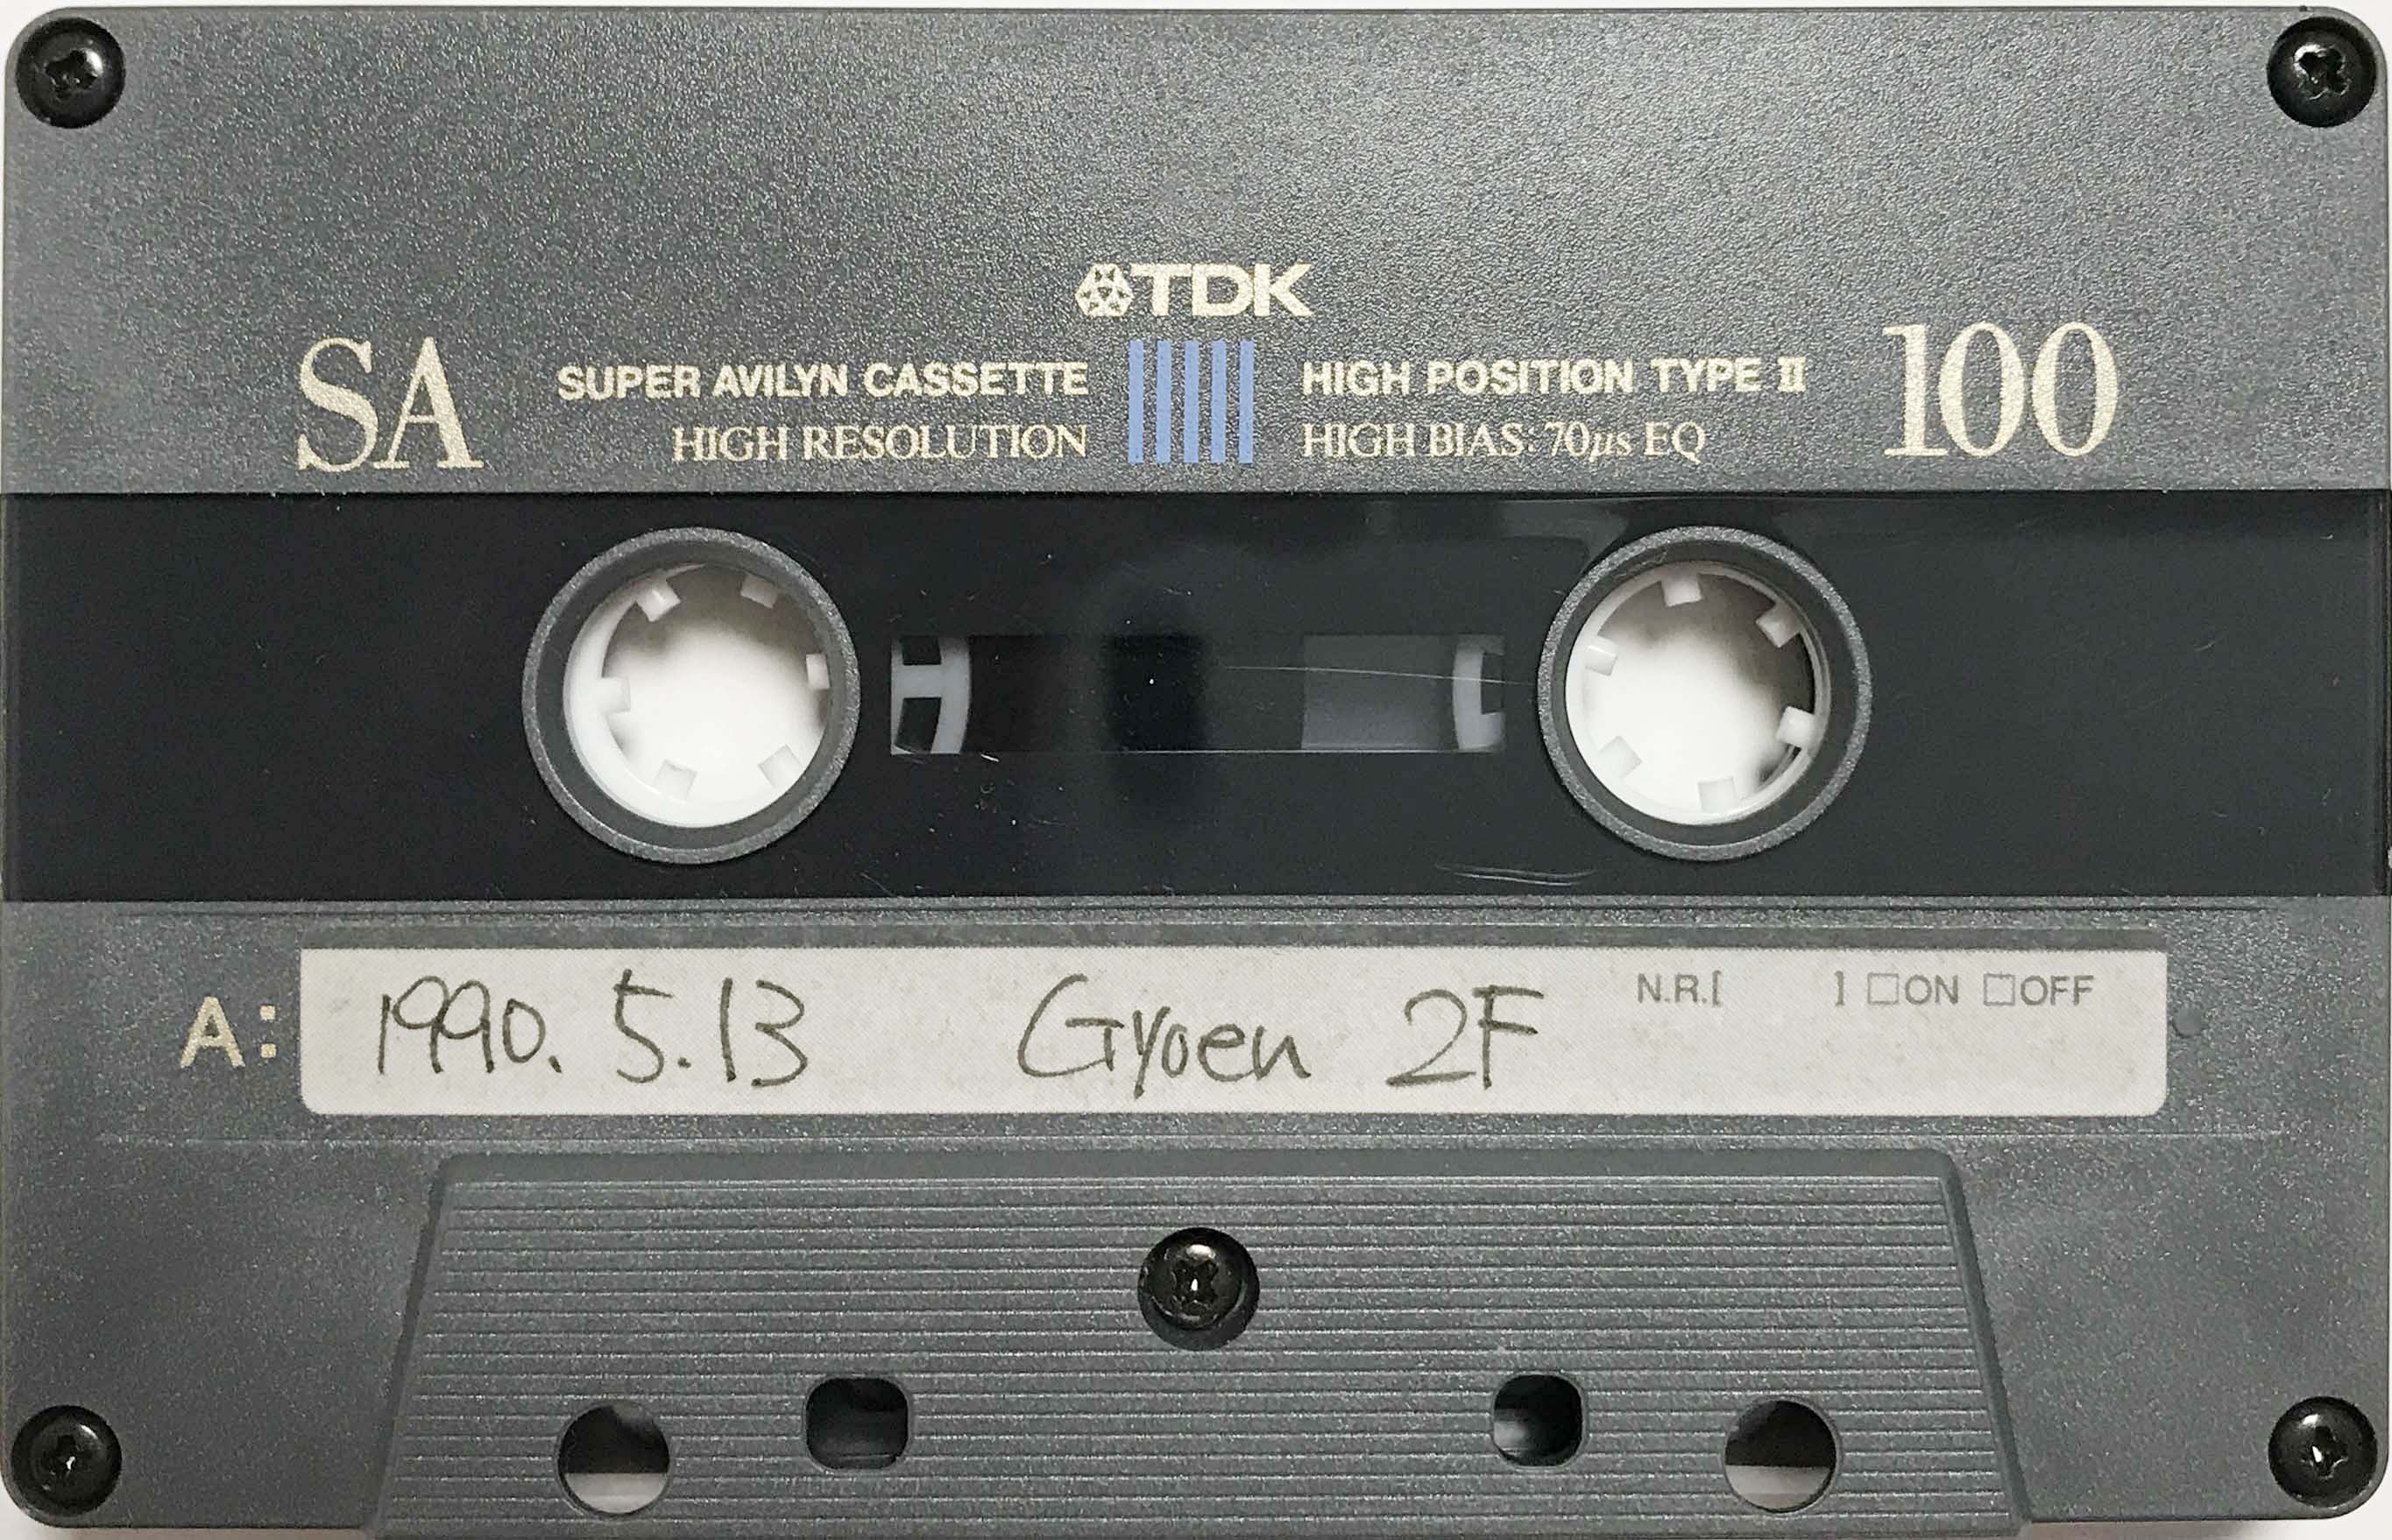 TDK
SA SUPER AVILYN CASSETTE HIGH POSITION TYPE II 100
HIGH RESOLUTION HIGH BIAS: 70µs EQ
A: 1990. 5.13 Gyoen 2F N.R.[ ] □ON □OFF